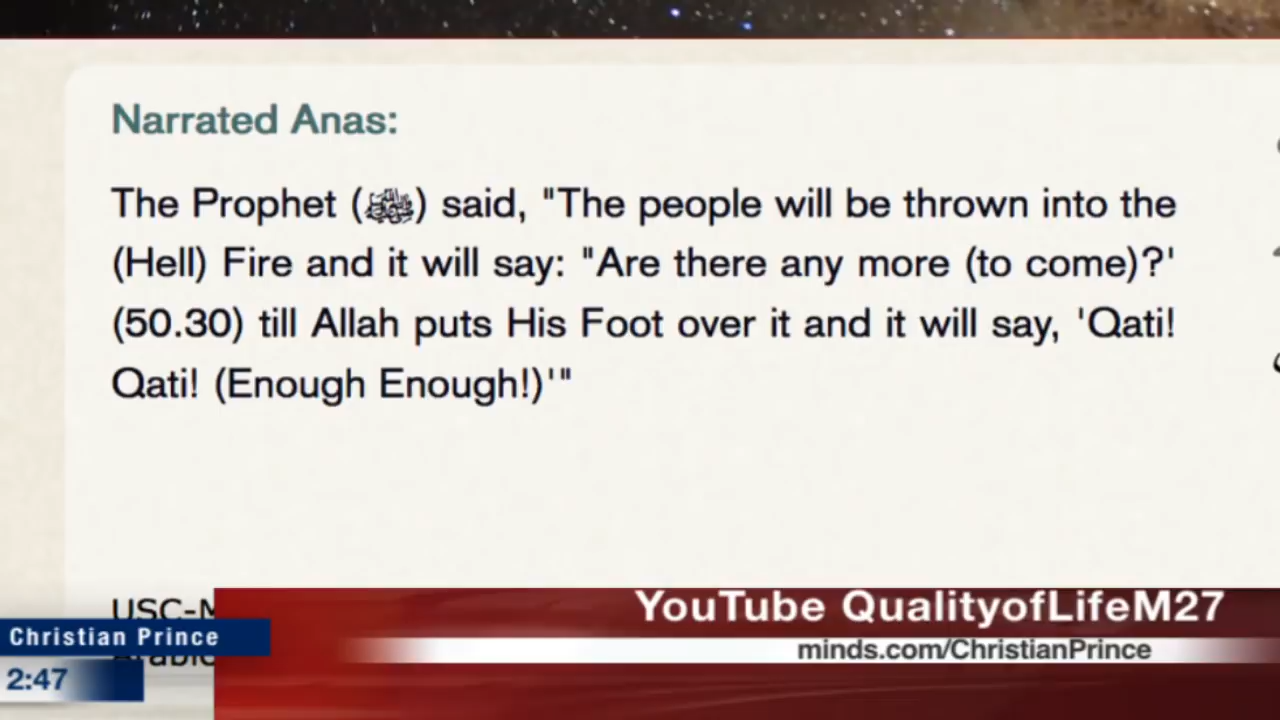 Narrated Anas:
The Prophet (ﷺ) said, "The people will be thrown into the
(Hell) Fire and it will say: "Are there any more (to come)?'
(50.30) till Allah puts His Foot over it and it will say, 'Qati!
Qati! (Enough Enough!)'"
USC-M
YouTube QualityofLifeM27
Christian Prince
minds.com/ChristianPrince
Arabic
2:47